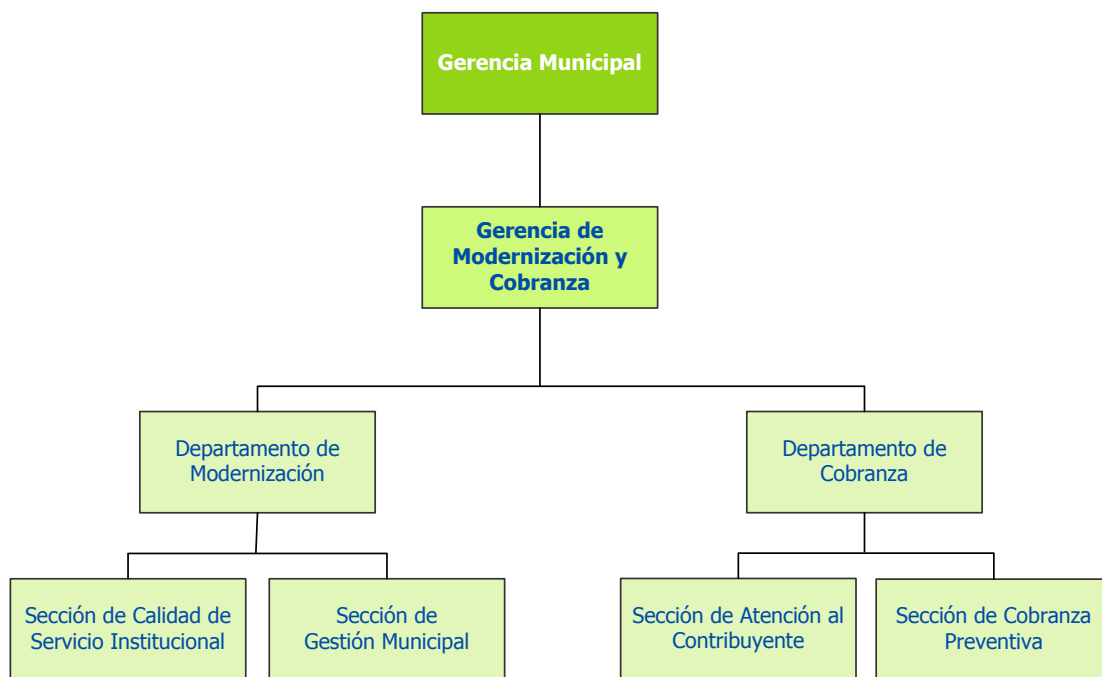 Gerencia Municipal
Gerencia de
Modernización y
Cobranza
Departamento de
Modernización
Departamento de
Cobranza
Sección de Calidad de
Servicio Institucional
Sección de
Gestión Municipal
Sección de Atención al
Contribuyente
Sección de Cobranza
Preventiva